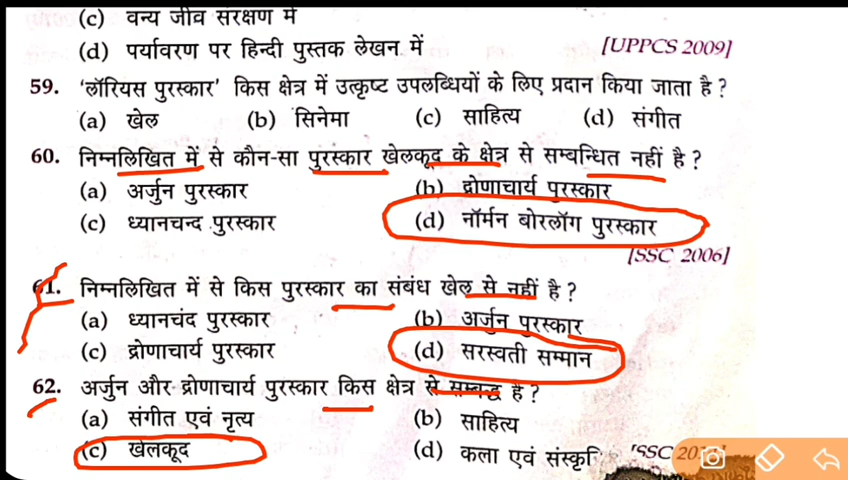 (c) वन्य जीव संरक्षण में
(d) पर्यावरण पर हिन्दी पुस्तक लेखन में [UPPCS 2009]
59. ‘लॉरियस पुरस्कार’ किस क्षेत्र में उत्कृष्ट उपलब्धियों के लिए प्रदान किया जाता है ?
(a) खेल (b) सिनेमा (c) साहित्य (d) संगीत
60. निम्नलिखित में से कौन-सा पुरस्कार खेलकूद के क्षेत्र से सम्बन्धित नहीं है ?
(a) अर्जुन पुरस्कार (b) द्रोणाचार्य पुरस्कार
(c) ध्यानचन्द पुरस्कार (d) नॉर्मन बोरलॉग पुरस्कार
[SSC 2006]
61. निम्नलिखित में से किस पुरस्कार का संबंध खेल से नहीं है ?
(a) ध्यानचंद पुरस्कार (b) अर्जुन पुरस्कार
(c) द्रोणाचार्य पुरस्कार (d) सरस्वती सम्मान
62. अर्जुन और द्रोणाचार्य पुरस्कार किस क्षेत्र से सम्बद्ध है ?
(a) संगीत एवं नृत्य (b) साहित्य
(c) खेलकूद (d) कला एवं [SSC